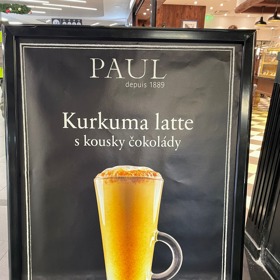 PAUL
depuis 1889
Kurkuma latte
s kousky čokolády